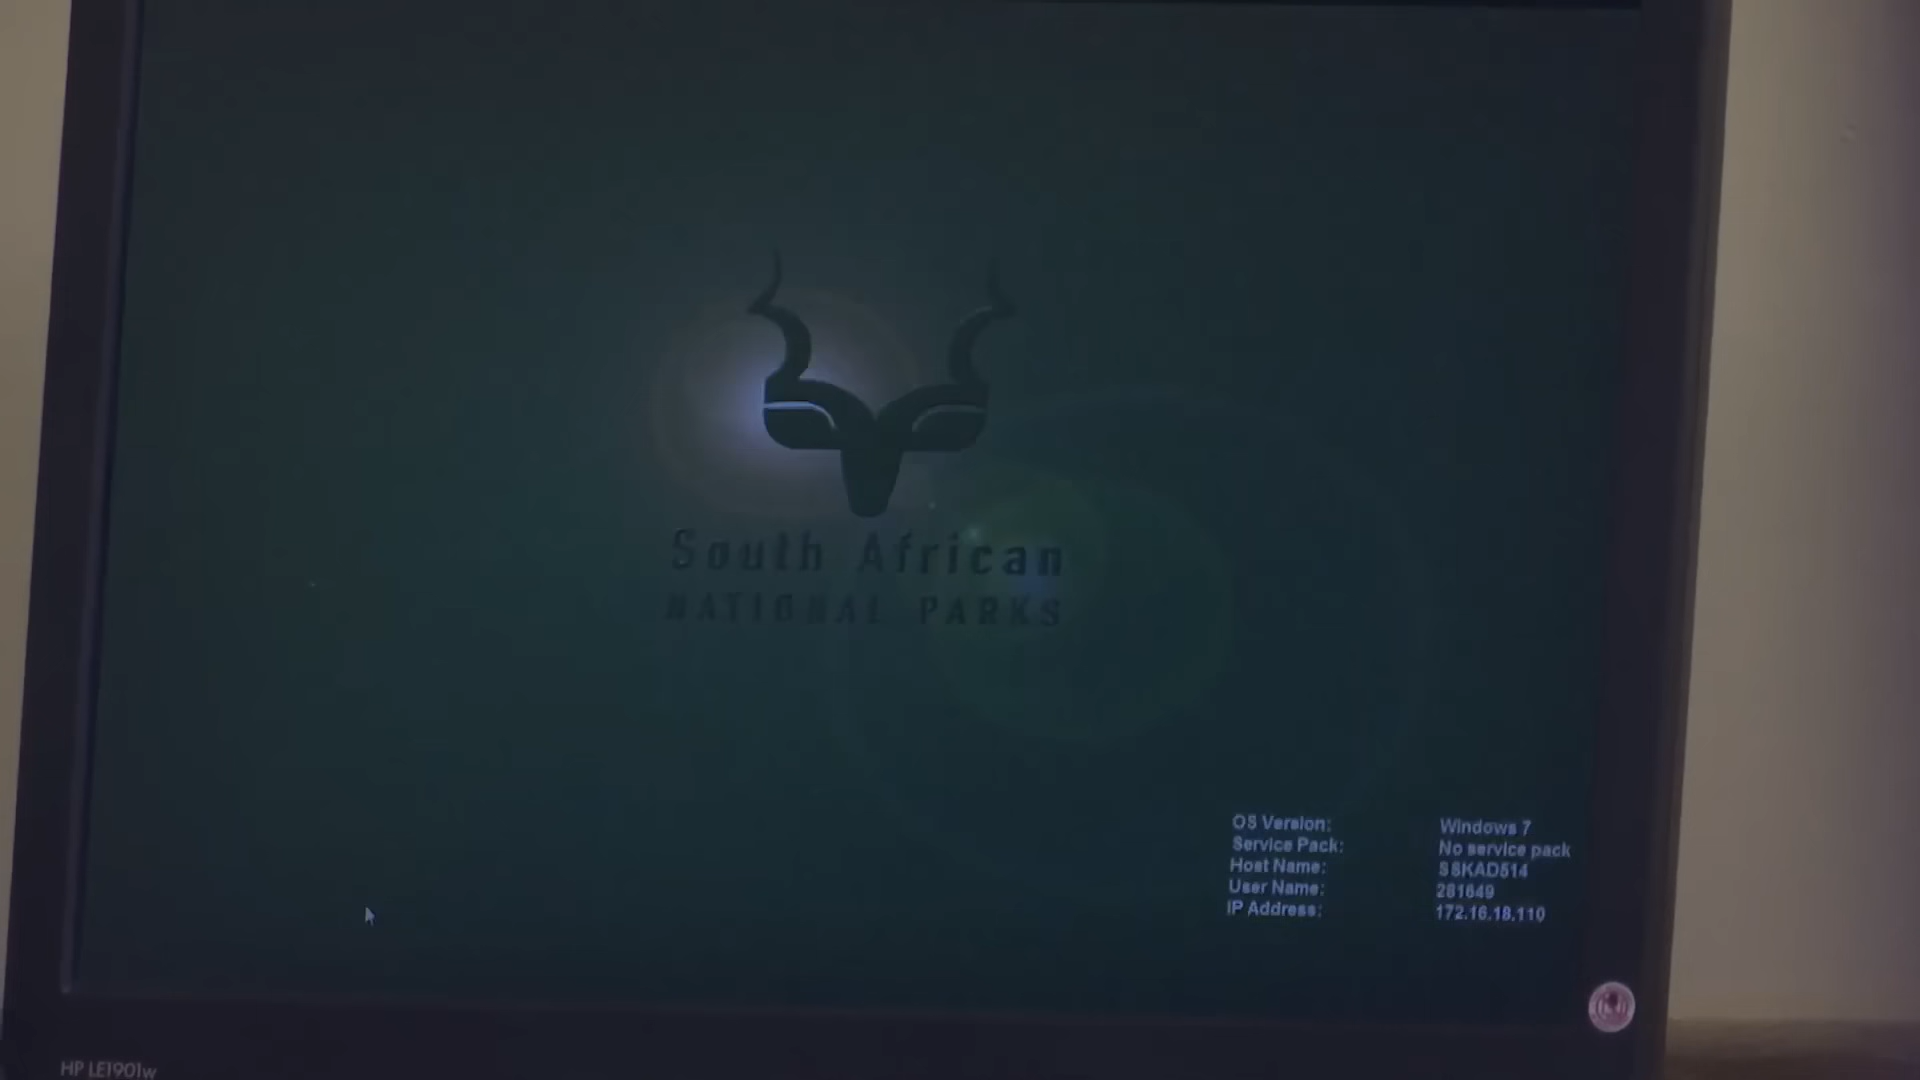 South African
NATIONAL PARKS
OS Version: Windows 7
Service Pack: No service pack
Host Name: SSKAD514
User Name: 281649
IP Address: 172.16.18.110
HP LE1901w